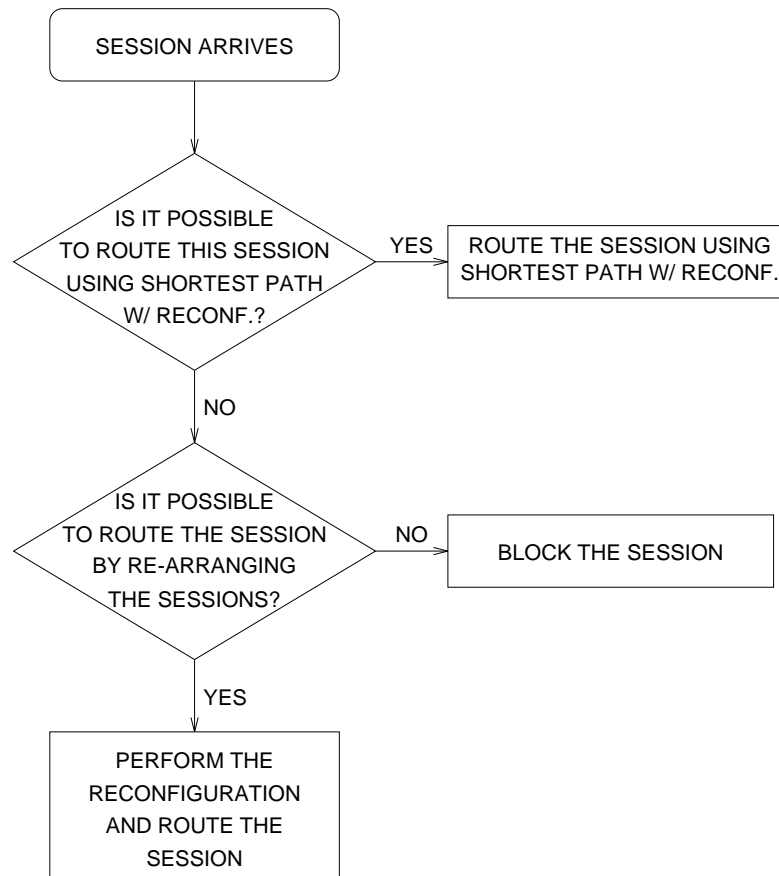 SESSION ARRIVES
IS IT POSSIBLE
TO ROUTE THIS SESSION
USING SHORTEST PATH
W/ RECONF.?
YES
ROUTE THE SESSION USING
SHORTEST PATH W/ RECONF.
NO
IS IT POSSIBLE
TO ROUTE THE SESSION
BY RE-ARRANGING
THE SESSIONS?
NO
BLOCK THE SESSION
YES
PERFORM THE
RECONFIGURATION
AND ROUTE THE
SESSION